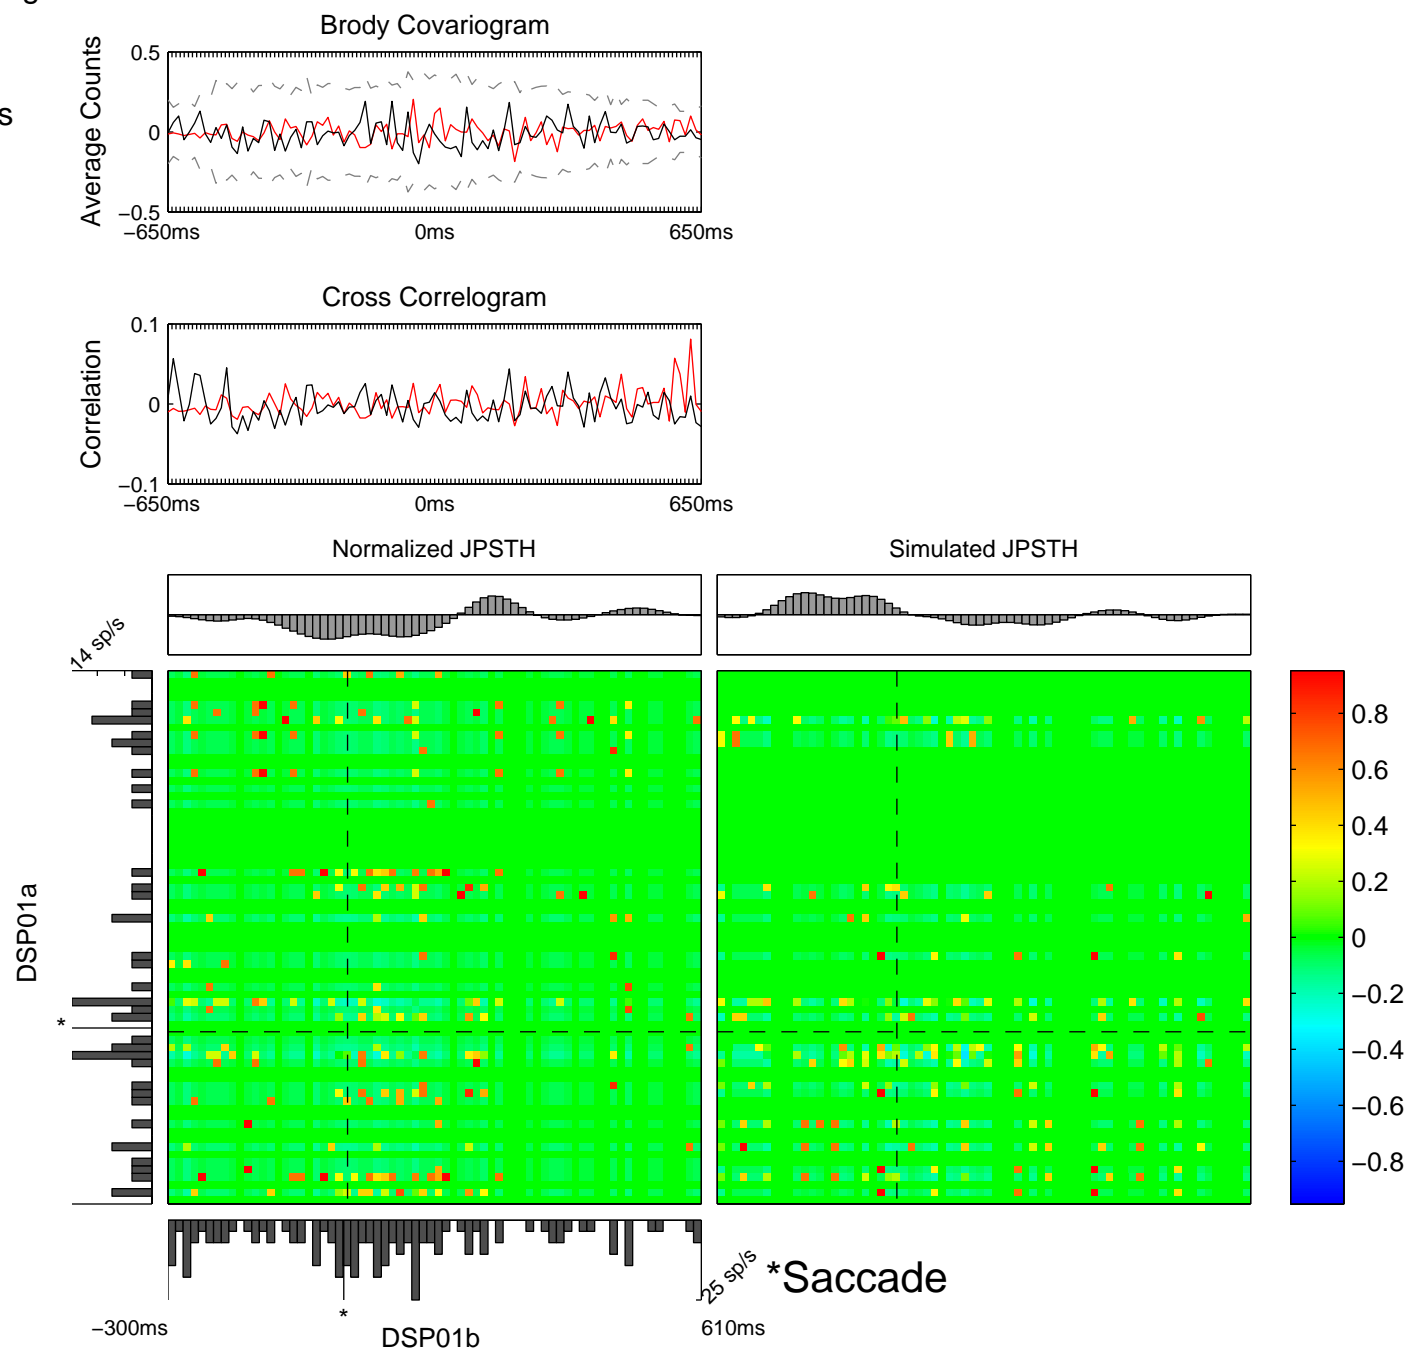 g
Brody Covariogram
s
Average Counts
0.5
0
−0.5
−650ms
0ms
650ms
Cross Correlogram
Correlation
0.1
0
−0.1
−650ms
0ms
650ms
Normalized JPSTH
Simulated JPSTH
14 sp/s
DSP01a
*
0.8
0.6
0.4
0.2
0
−0.2
−0.4
−0.6
−0.8
25 sp/s
*Saccade
*
−300ms
DSP01b
610ms